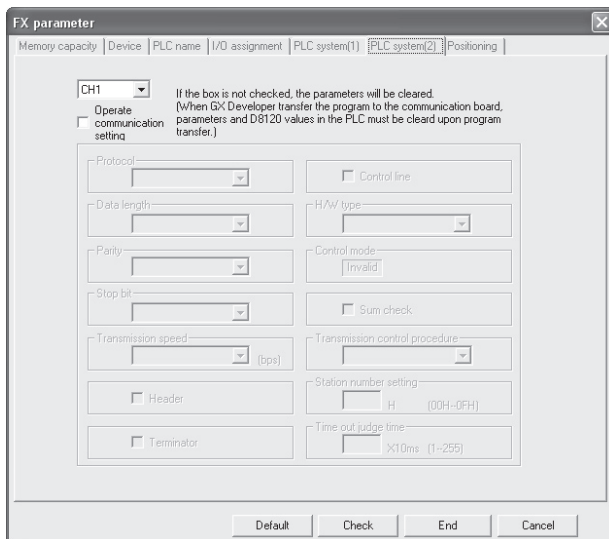 FX parameter
Memory capacity Device PLC name I/O assignment PLC system(1) PLC system(2) Positioning
CH1
If the box is not checked, the parameters will be cleared.
(When GX Developer transfer the program to the communication board,
parameters and D8120 values in the PLC must be cleard upon program
transfer.)
Operate
communication
setting
Protocol
Control line
Data length
H/W type
Parity
Control mode
Invalid
Stop bit
Sum check
Transmission speed
(bps)
Transmission control procedure
Header
Station number setting
H (00H--0FH)
Terminator
Time out judge time
X10ms (1--255)
Default Check End Cancel